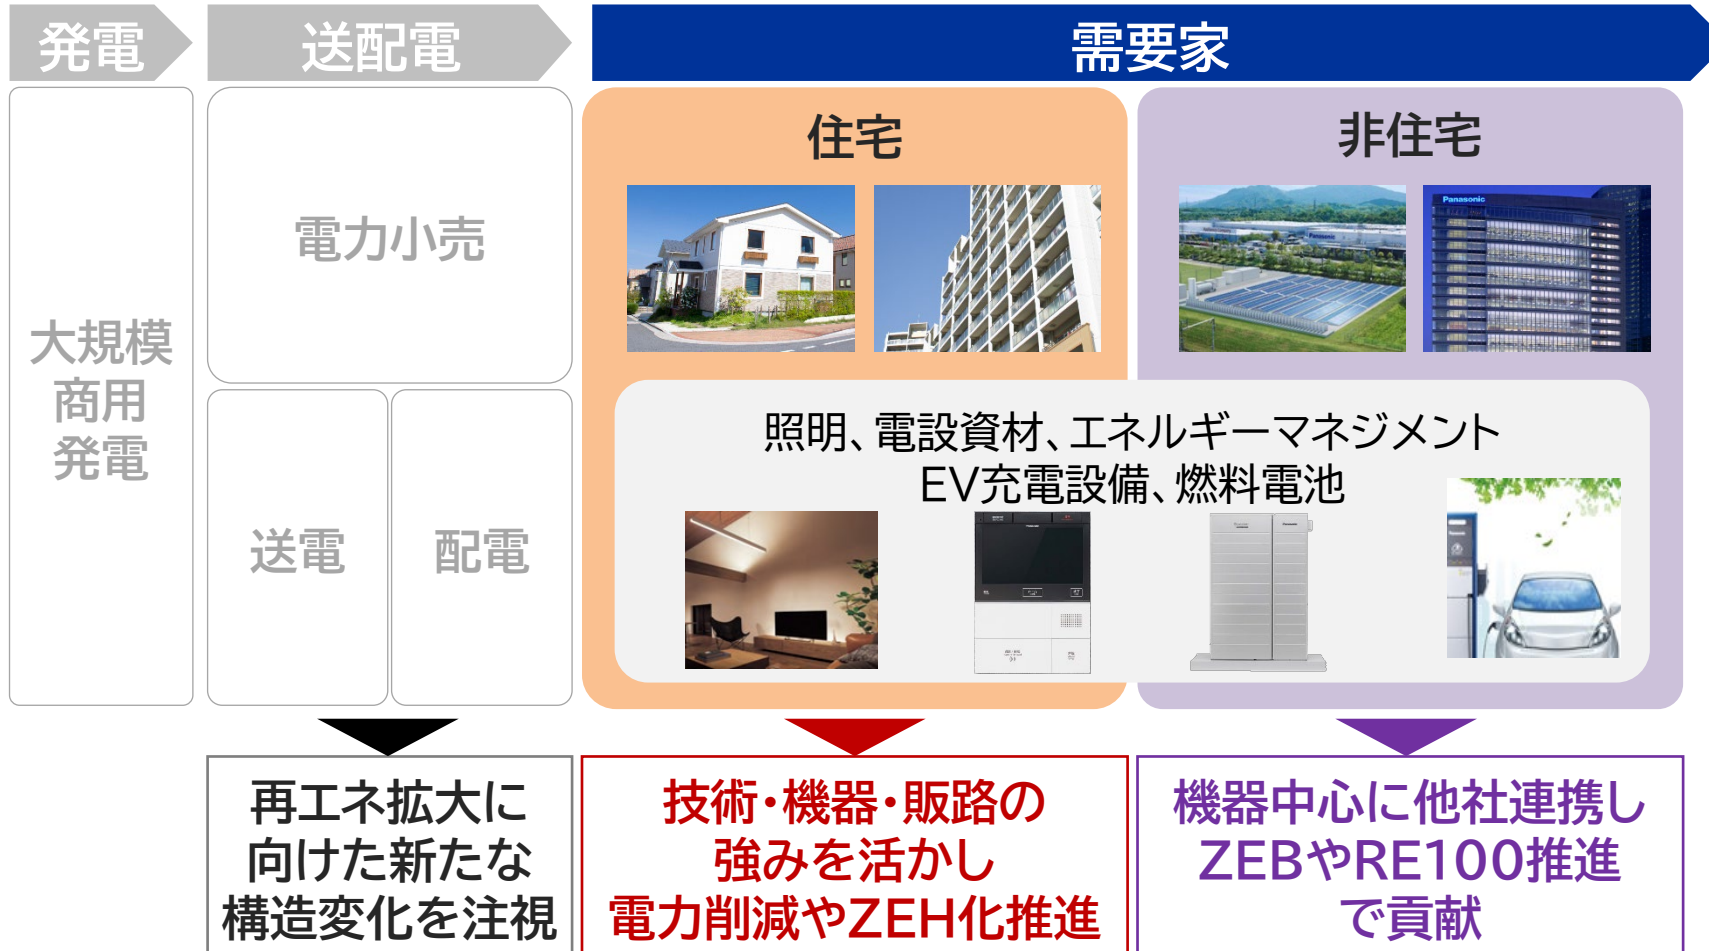 発電
送配電
需要家
大規模
商用
発電
電力小売
送電
配電
住宅
非住宅
Panasonic
照明、電設資材、エネルギーマネジメント
EV充電設備、燃料電池
再エネ拡大に
向けた新たな
構造変化を注視
技術・機器・販路の
強みを活かし
電力削減やZEH化推進
機器中心に他社連携し
ZEBやRE100推進
で貢献